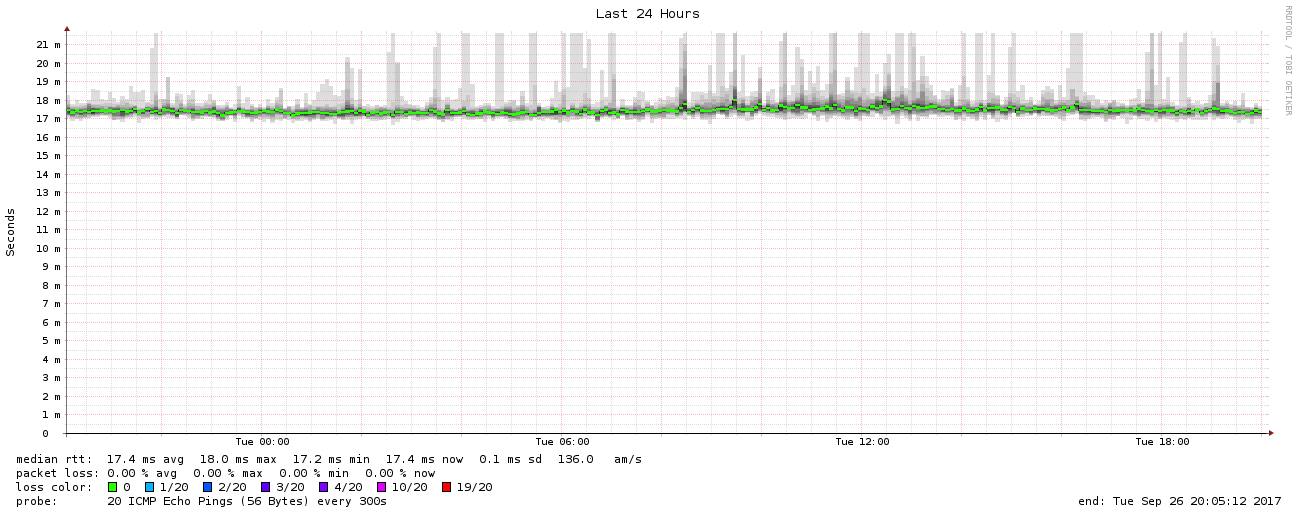 Last 24 Hours
RRDTOOL / TOBI OETIKER
Seconds
21 m
20 m
19 m
18 m
17 m
16 m
15 m
14 m
13 m
12 m
11 m
10 m
9 m
8 m
7 m
6 m
5 m
4 m
3 m
2 m
1 m
0
Tue 00:00 Tue 06:00 Tue 12:00 Tue 18:00
median rtt: 17.4 ms avg 18.0 ms max 17.2 ms min 17.4 ms now 0.1 ms sd 136.0 am/s
packet loss: 0.00 % avg 0.00 % max 0.00 % min 0.00 % now
loss color: 0 1/20 2/20 3/20 4/20 10/20 19/20
probe: 20 ICMP Echo Pings (56 Bytes) every 300s end: Tue Sep 26 20:05:12 2017